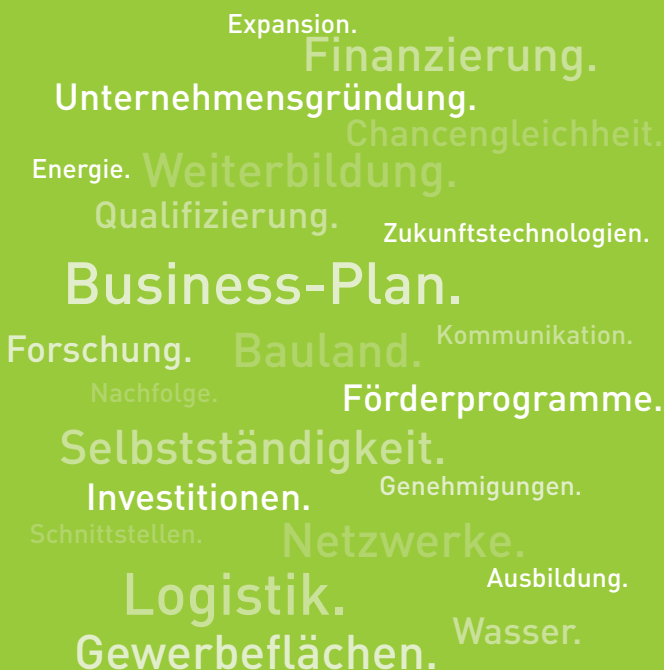 Expansion.
Finanzierung.
Unternehmensgründung.
Chancengleichheit.
Energie. Weiterbildung.
Qualifizierung.
Zukunftstechnologien.
Business-Plan.
Forschung. Bauland. Kommunikation.
Nachfolge. Förderprogramme.
Selbstständigkeit.
Investitionen. Genehmigungen.
Schnittstellen. Netzwerke.
Logistik. Ausbildung.
Gewerbeflächen. Wasser.